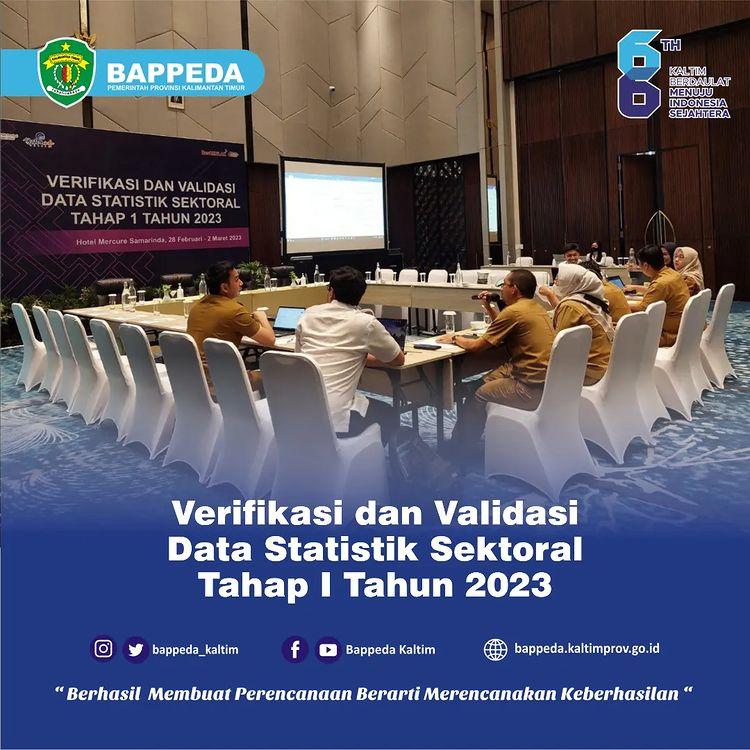 BAPPEDA
PEMERINTAH PROVINSI KALIMANTAN TIMUR
66TH
KALTIM
BERDAULAT
MENUJU
INDONESIA
SEJAHTERA
VERIFIKASI DAN VALIDASI
DATA STATISTIK SEKTORAL
TAHAP 1 TAHUN 2023
Hotel Mercure Samarinda, 28 Februari - 2 Maret 2023
Verifikasi dan Validasi
Data Statistik Sektoral
Tahap I Tahun 2023
bappeda_kaltim
Bappeda Kaltim
bappeda.kaltimprov.go.id
“ Berhasil Membuat Perencanaan Berarti Merencanakan Keberhasilan “